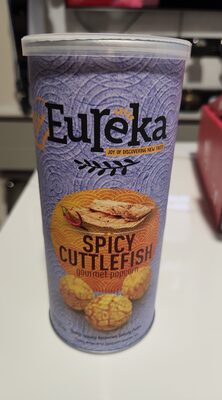 Eureka
JOY OF DISCOVERING NEW TASTE
SPICY
CUTTLEFISH
gourmet popcorn